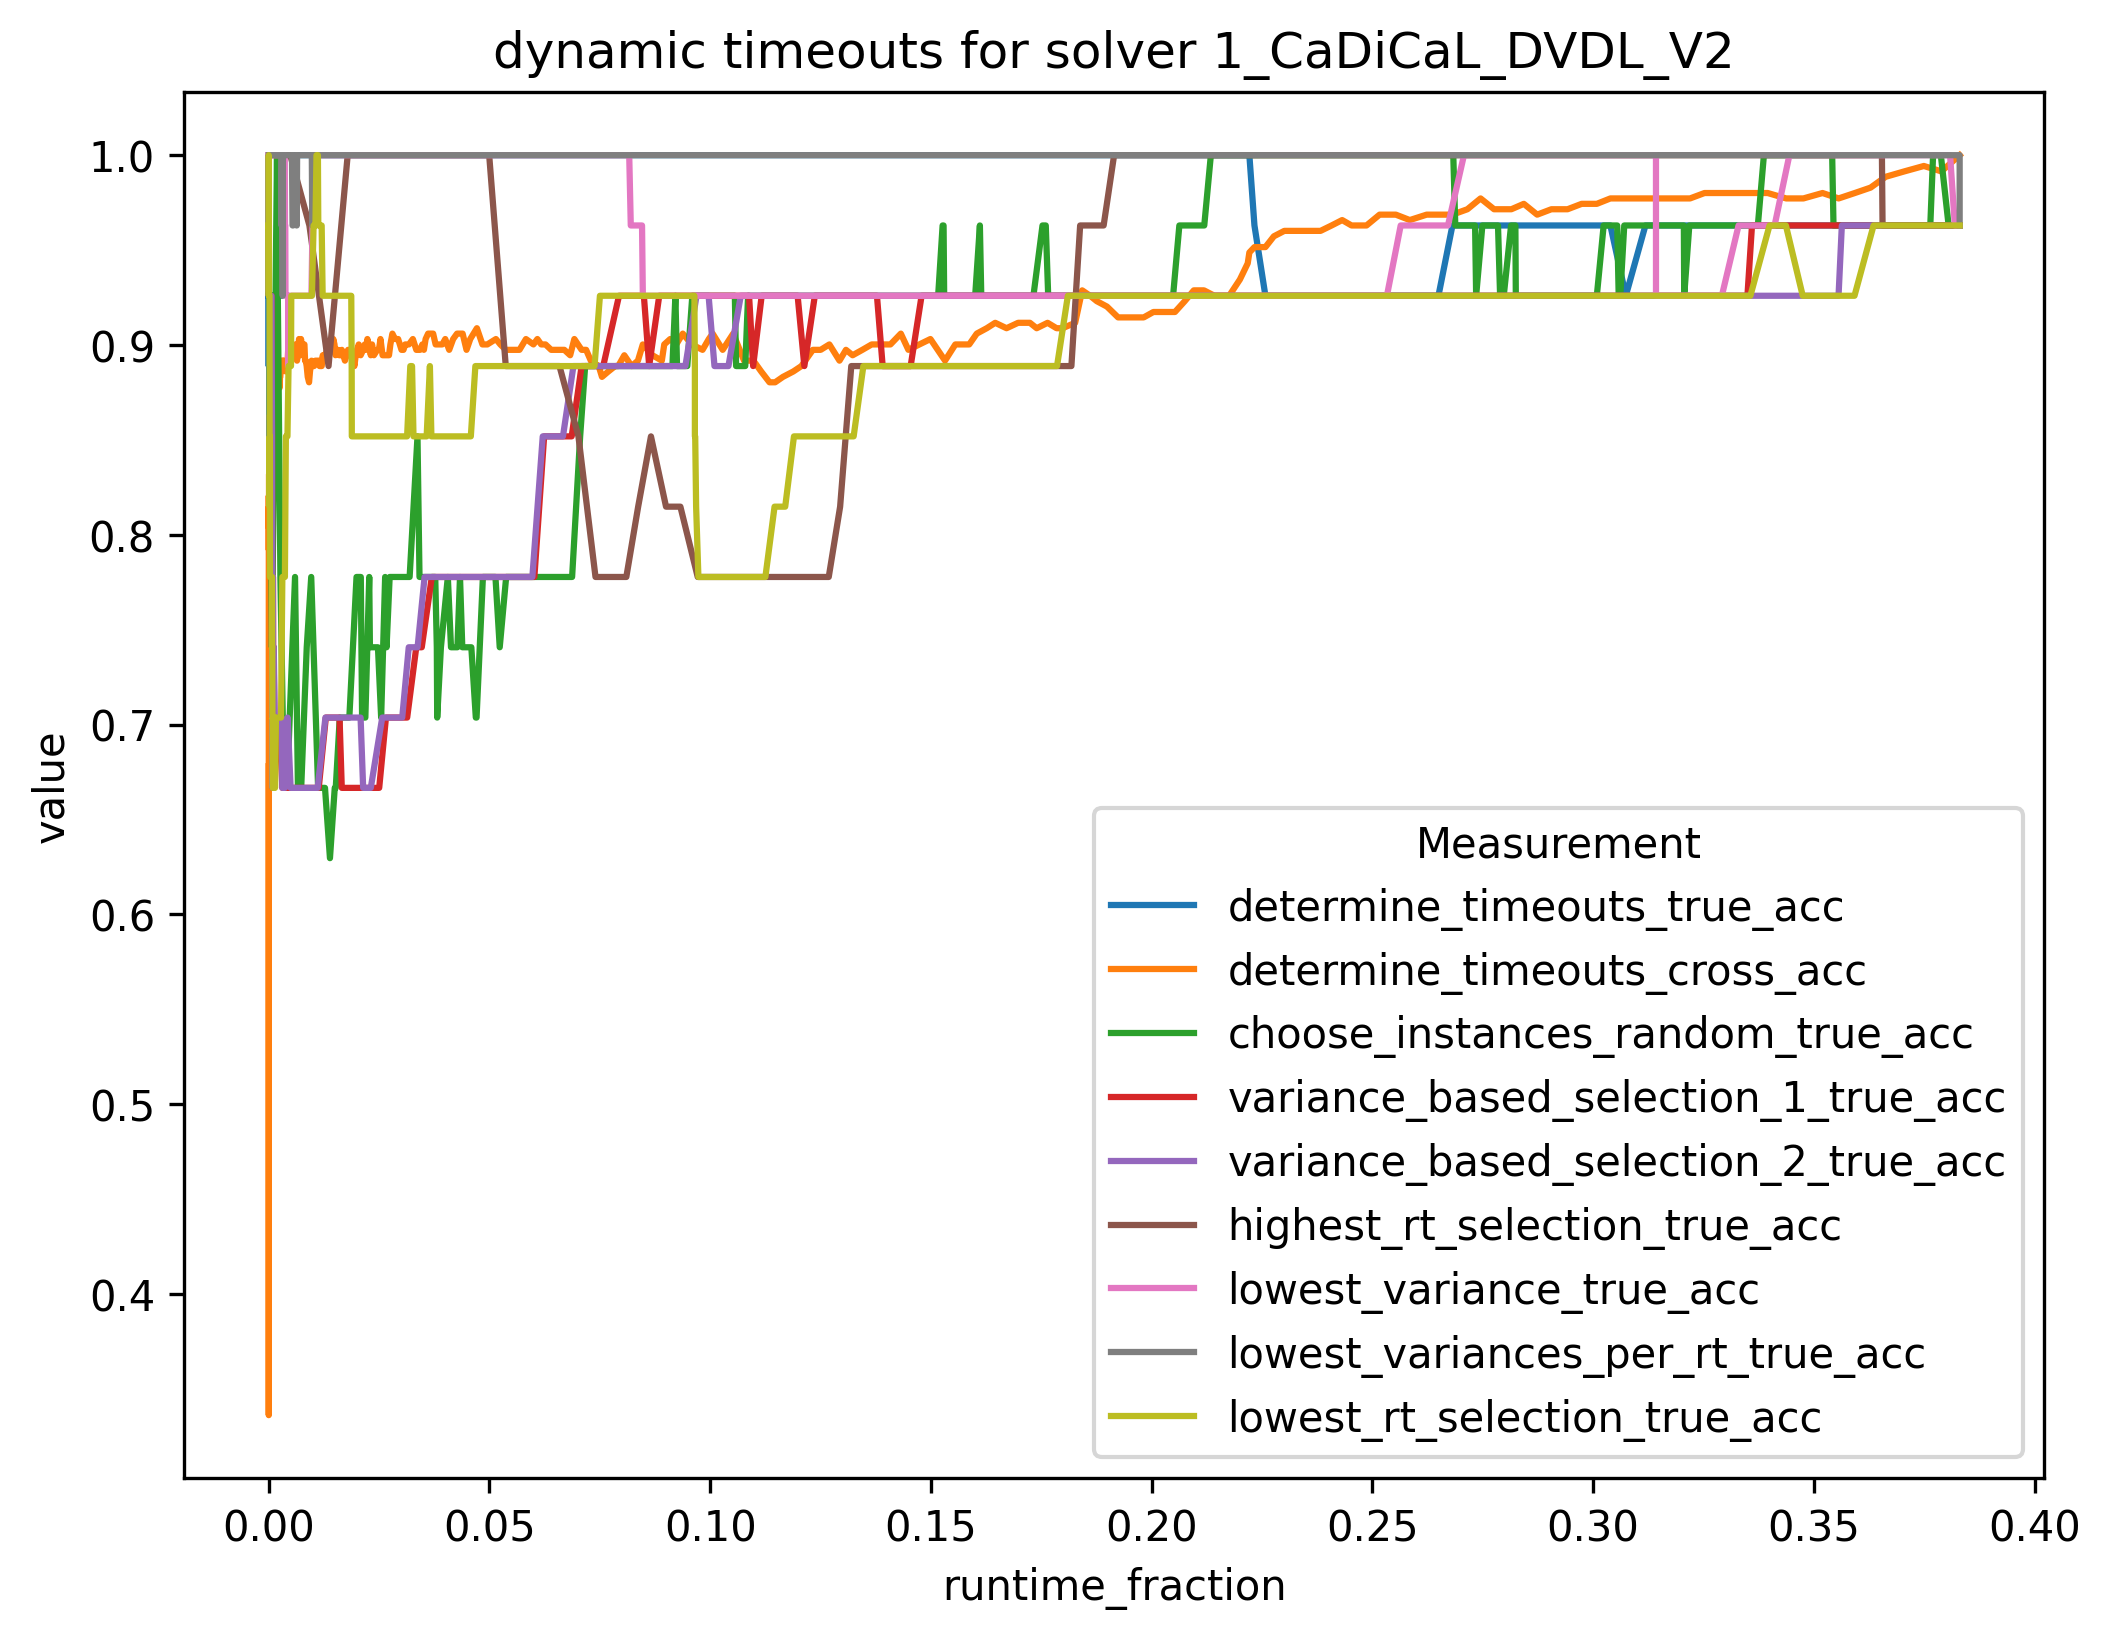 dynamic timeouts for solver 1_CaDiCaL_DVDL_V2
1.0
0.9
0.8
0.7
0.6
0.5
0.4
value
Measurement
determine_timeouts_true_acc
determine_timeouts_cross_acc
choose_instances_random_true_acc
variance_based_selection_1_true_acc
variance_based_selection_2_true_acc
highest_rt_selection_true_acc
lowest_variance_true_acc
lowest_variances_per_rt_true_acc
lowest_rt_selection_true_acc
0.00 0.05 0.10 0.15 0.20 0.25 0.30 0.35 0.40
runtime_fraction